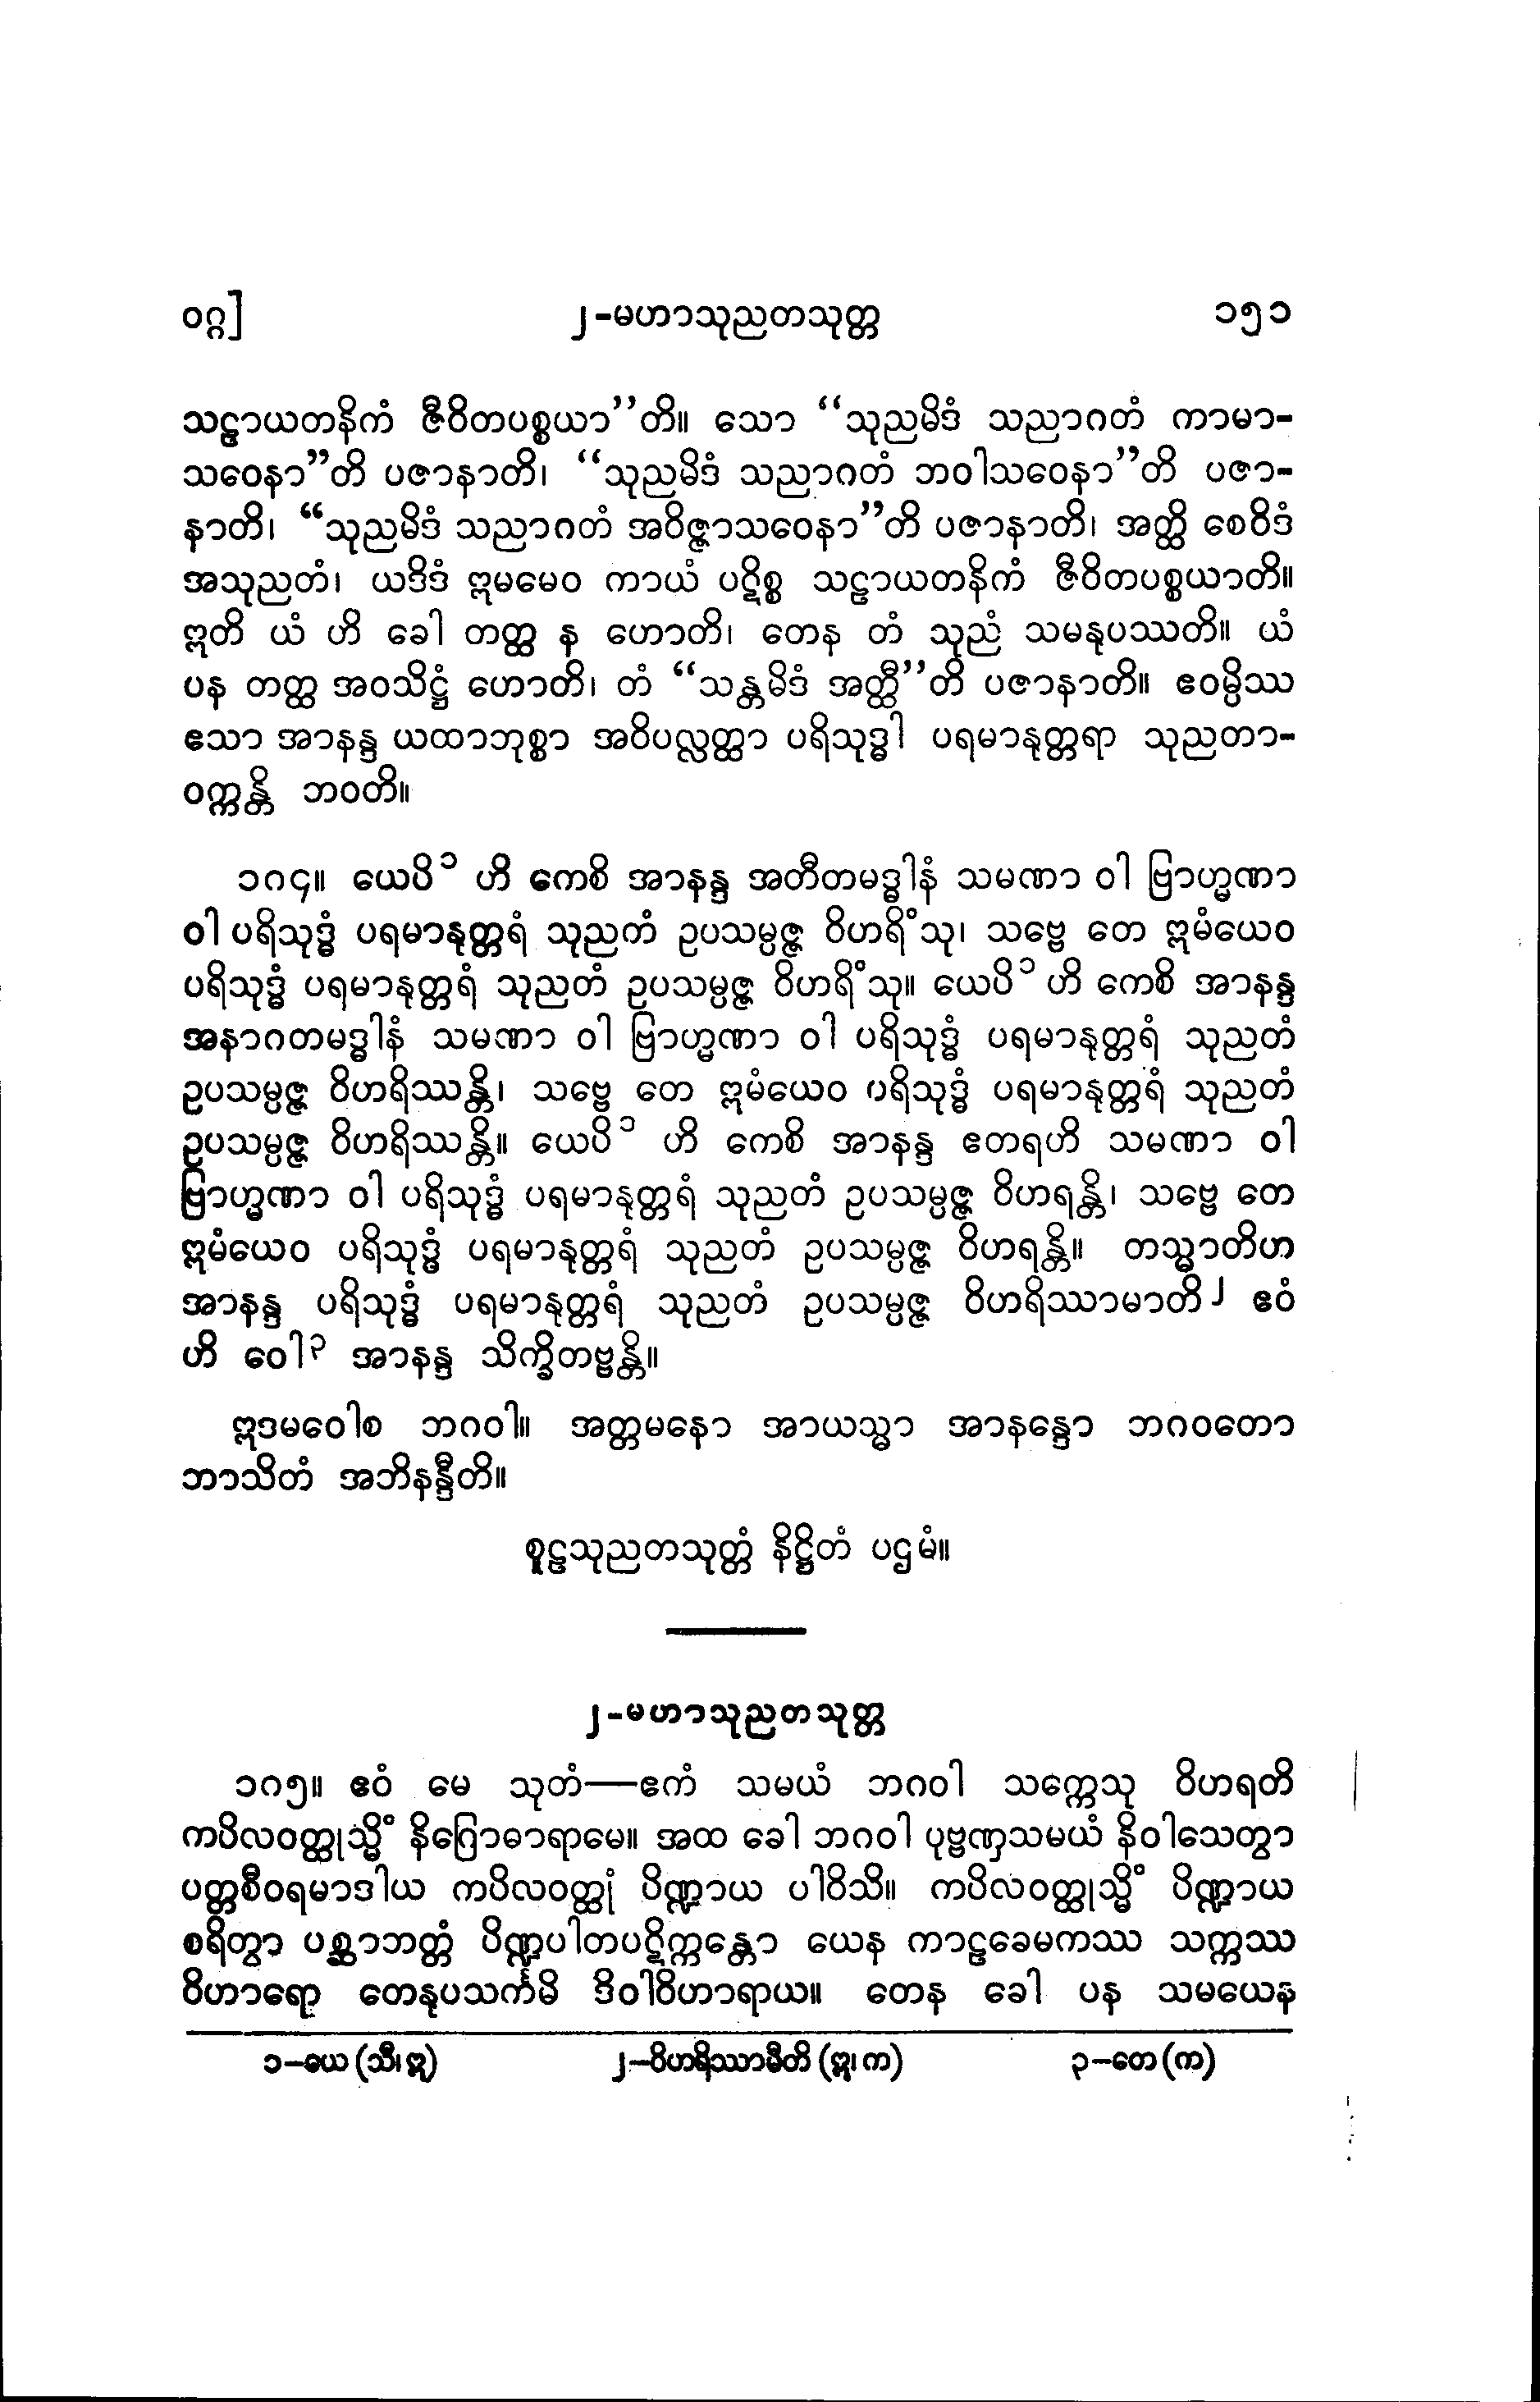 ဝဂ္ဂ] ၂-မဟာသုညတသုတ္တ ၁၅၁
သဠာယတနိကံ ဇီဝိတပစ္စယာ”တိ။ သော “သုညမိဒံ သညာဂတံ ကာမာ-
သဝေနာ”တိ ပဇာနာတိ၊ “သုညမိဒံ သညာဂတံ ဘဝါသဝေနာ”တိ ပဇာ-
နာတိ၊ “သုညမိဒံ သညာဂတံ အဝိဇ္ဇာသဝေနာ”တိ ပဇာနာတိ၊ အတ္ထိ စေဝိဒံ
အသုညတံ၊ ယဒိဒံ ဣမမေဝ ကာယံ ပဋိစ္စ သဠာယတနိကံ ဇီဝိတပစ္စယာတိ။
ဣတိ ယံ ဟိ ခေါ တတ္ထ န ဟောတိ၊ တေန တံ သုညံ သမနုပဿတိ။ ယံ
ပန တတ္ထ အဝသိဋ္ဌံ ဟောတိ၊ တံ “သန္တမိဒံ အတ္ထီ”တိ ပဇာနာတိ။ ဧဝမ္ပိဿ
ဧသာ အာနန္ဒ ယထာဘုစ္စာ အဝိပလ္လတ္ထာ ပရိသုဒ္ဓါ ပရမာနုတ္တရာ သုညတာ-
ဝက္ကန္တိ ဘဝတိ။
၁၈၄။ ယေပိ၁ ဟိ ကေစိ အာနန္ဒ အတီတမဒ္ဓါနံ သမဏာ ဝါ ဗြာဟ္မဏာ
ဝါ ပရိသုဒ္ဓံ ပရမာနုတ္တရံ သုညတံ ဥပသမ္ပဇ္ဇ ဝိဟရိံသု၊ သဗ္ဗေ တေ ဣမံယေဝ
ပရိသုဒ္ဓံ ပရမာနုတ္တရံ သုညတံ ဥပသမ္ပဇ္ဇ ဝိဟရိံသု။ ယေပိ၁ ဟိ ကေစိ အာနန္ဒ
အနာဂတမဒ္ဓါနံ သမဏာ ဝါ ဗြာဟ္မဏာ ဝါ ပရိသုဒ္ဓံ ပရမာနုတ္တရံ သုညတံ
ဥပသမ္ပဇ္ဇ ဝိဟရိဿန္တိ၊ သဗ္ဗေ တေ ဣမံယေဝ ပရိသုဒ္ဓံ ပရမာနုတ္တရံ သုညတံ
ဥပသမ္ပဇ္ဇ ဝိဟရိဿန္တိ။ ယေပိ၁ ဟိ ကေစိ အာနန္ဒ ဧတရဟိ သမဏာ ဝါ
ဗြာဟ္မဏာ ဝါ ပရိသုဒ္ဓံ ပရမာနုတ္တရံ သုညတံ ဥပသမ္ပဇ္ဇ ဝိဟရန္တိ၊ သဗ္ဗေ တေ
ဣမံယေဝ ပရိသုဒ္ဓံ ပရမာနုတ္တရံ သုညတံ ဥပသမ္ပဇ္ဇ ဝိဟရန္တိ။ တသ္မာတိဟ
အာနန္ဒ ပရိသုဒ္ဓံ ပရမာနုတ္တရံ သုညတံ ဥပသမ္ပဇ္ဇ ဝိဟရိဿာမာတိ၂ ဧဝံ
ဟိ ဝေါ၃ အာနန္ဒ သိက္ခိတဗ္ဗန္တိ။
ဣဒမဝေါစ ဘဂဝါ။ အတ္တမနော အာယသ္မာ အာနန္ဒော ဘဂဝတော
ဘာသိတံ အဘိနန္ဒီတိ။
စူဠသုညတသုတ္တံ နိဋ္ဌိတံ ပဌမံ။
၂-မဟာသုညတသုတ္တ
၁၈၅။ ဧဝံ မေ သုတံ—ဧကံ သမယံ ဘဂဝါ သက္ကေသု ဝိဟရတိ
ကပိလဝတ္ထုသ္မိံ နိဂြောဓာရာမေ။ အထ ခေါ ဘဂဝါ ပုဗ္ဗဏှသမယံ နိဝါသေတွာ
ပတ္တစီဝရမာဒါယ ကပိလဝတ္ထုံ ပိဏ္ဍာယ ပါဝိသိ။ ကပိလဝတ္ထုသ္မိံ ပိဏ္ဍာယ
စရိတွာ ပစ္ဆာဘတ္တံ ပိဏ္ဍပါတပဋိက္ကန္တော ယေန ကာဠခေမကဿ သက္ကဿ
ဝိဟာရော တေနုပသင်္ကမိ ဒိဝါဝိဟာရာယ။ တေန ခေါ ပန သမယေန
၁-ယေ (သီ၊ ဣ) ၂-ဝိဟရိဿာမီတိ (ဣ၊ က) ၃-တေ (က)